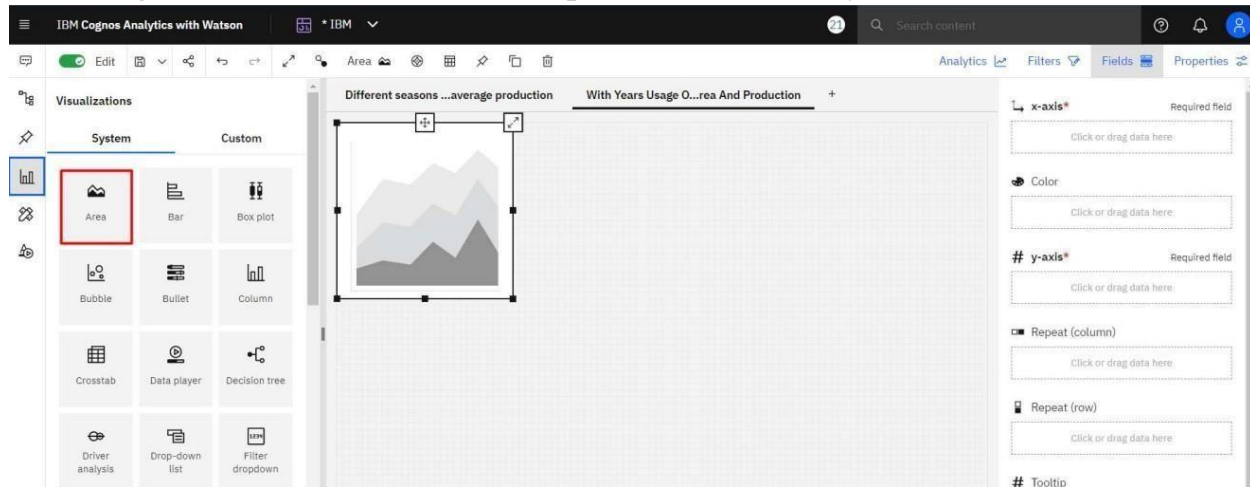 IBM Cognos Analytics with Watson
* IBM
21
Search content
Edit
Area
Analytics
Filters
Fields
Properties
Visualizations
System
Custom
Area
Bar
Box plot
Bubble
Bullet
Column
Crosstab
Data player
Decision tree
Driver
analysis
Drop-down
list
1234
Filter
dropdown
Different seasons ...average production
With Years Usage O...rea And Production
+
x-axis*
Required field
Click or drag data here
Color
Click or drag data here
# y-axis*
Required field
Click or drag data here
Repeat (column)
Click or drag data here
Repeat (row)
Click or drag data here
# Tooltip